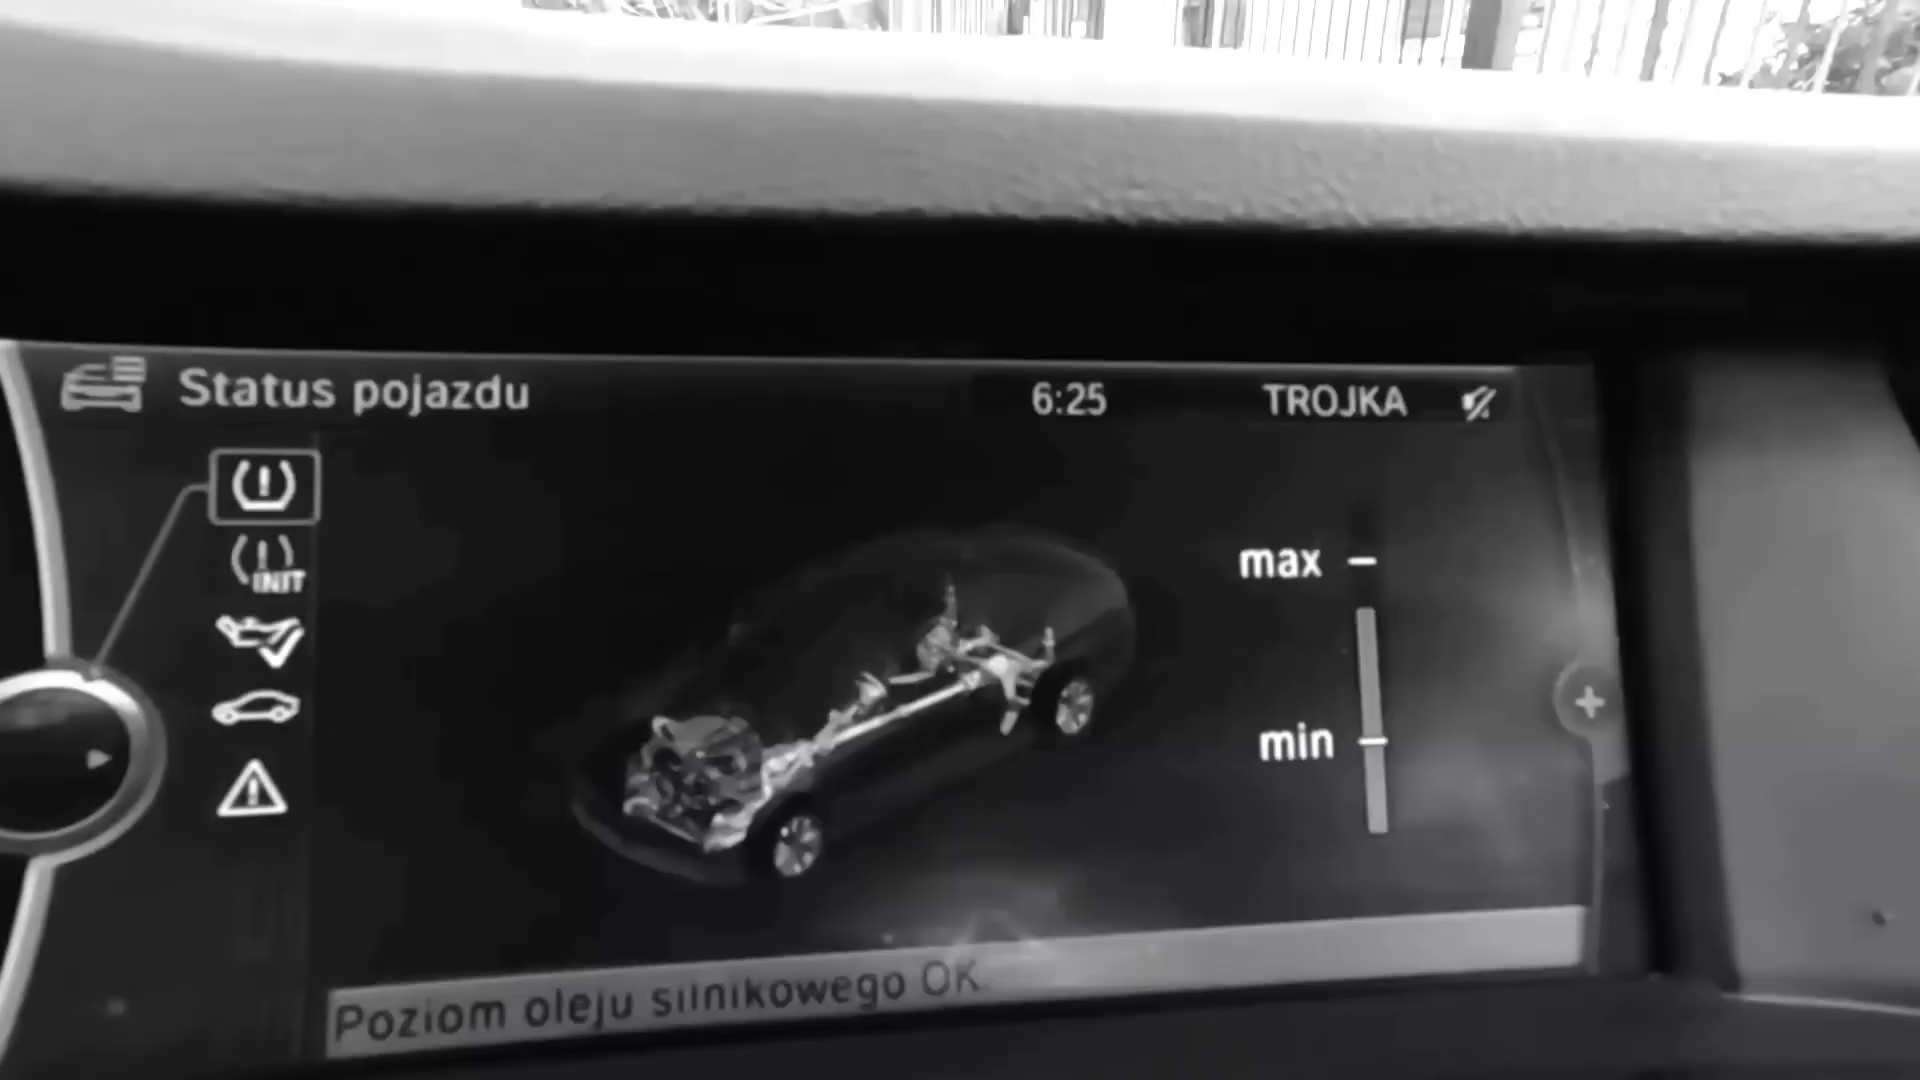 Status pojazdu
6:25
TROJKA
INIT
max
min
Poziom oleju silnikowego OK.